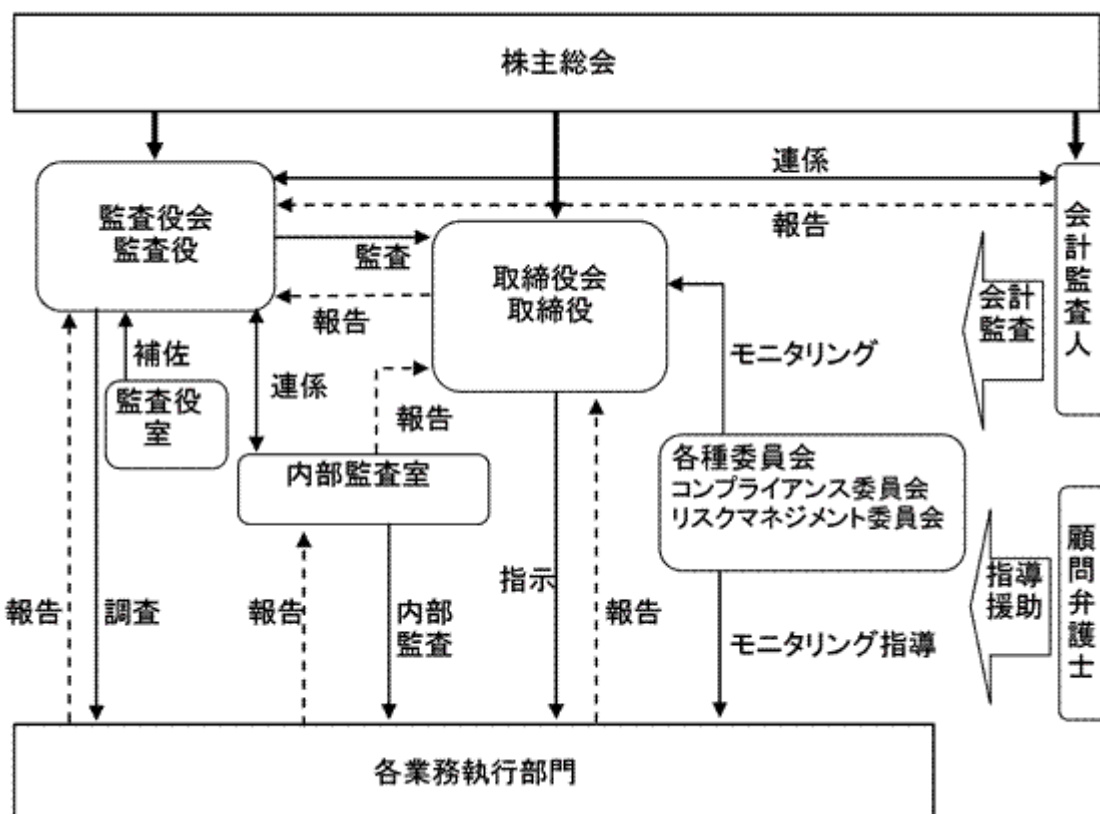 株主総会
連係
報告
監査役会
監査役
監査
取締役会
取締役
会計監査人
会計
監査
報告
補佐
監査役
室
連係
報告
モニタリング
内部監査室
各種委員会
コンプライアンス委員会
リスクマネジメント委員会
顧問弁護士
指導
援助
報告
調査
報告
内部
監査
指示
報告
モニタリング指導
各業務執行部門